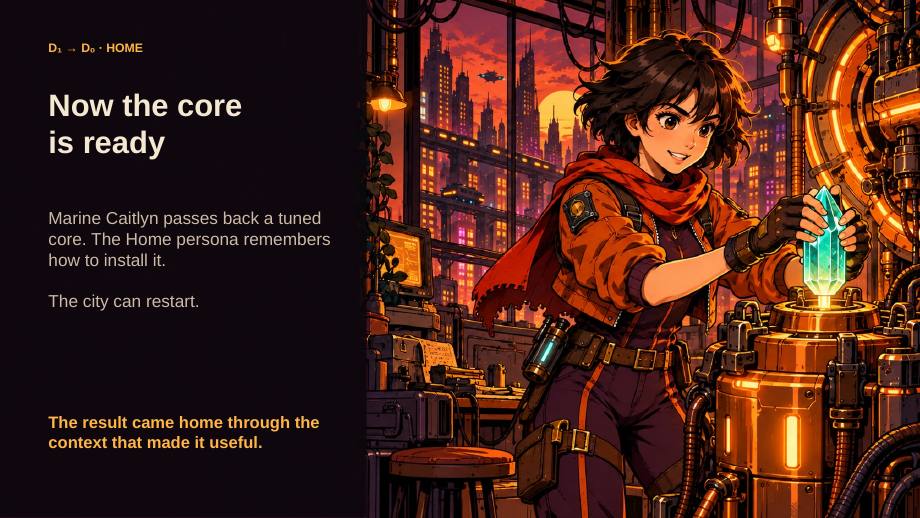 D₁ → D₀ · HOME
Now the core
is ready
Marine Caitlyn passes back a tuned
core. The Home persona remembers
how to install it.
The city can restart.
The result came home through the
context that made it useful.